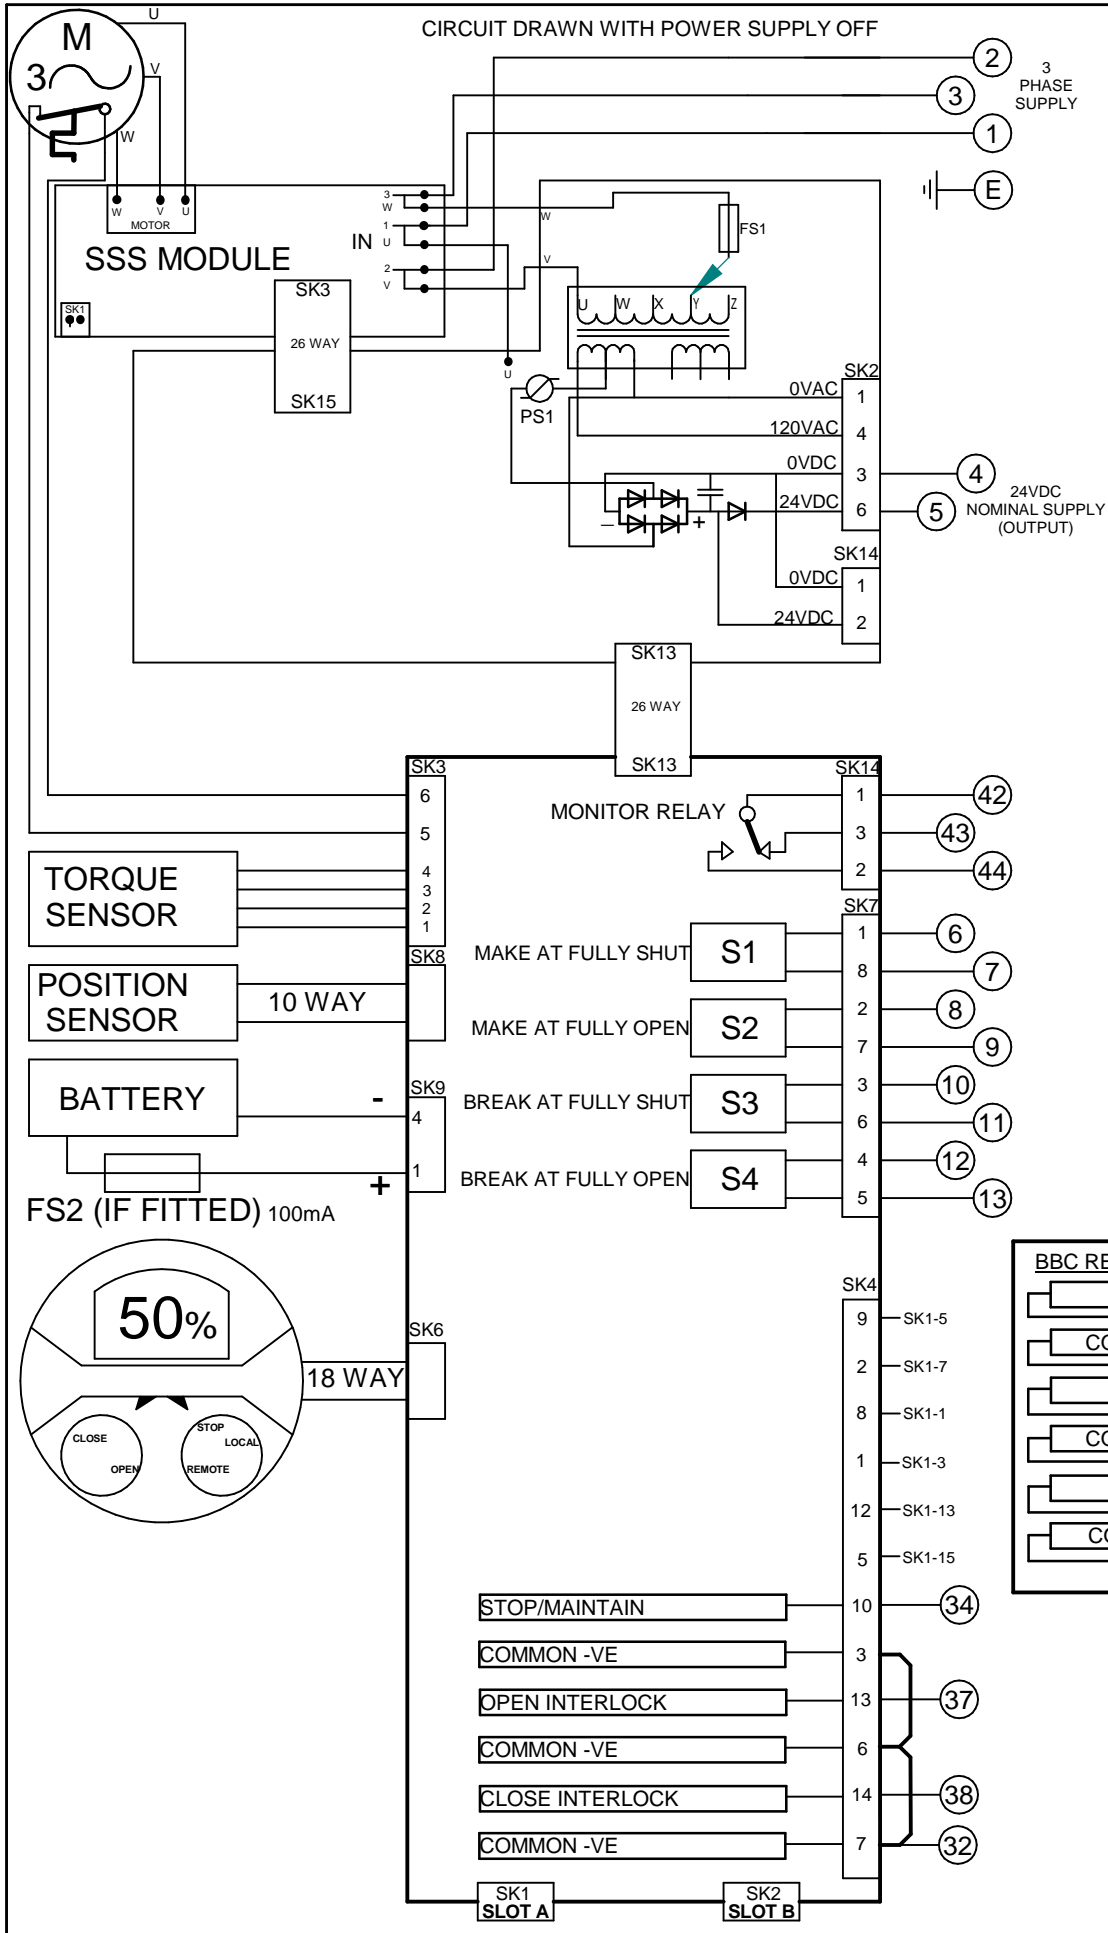 CIRCUIT DRAWN WITH POWER SUPPLY OFF
U
M
3
V
W
2
3
1
E
3
PHASE
SUPPLY
W V U
MOTOR
SSS MODULE
IN
3
W
1
U
2
V
SK1
SK3
26 WAY
SK15
W
V
U
FS1
U W X Y Z
PS1
SK2
0VAC 1
120VAC 4
0VDC 3
24VDC 6
4
5
24VDC
NOMINAL SUPPLY
(OUTPUT)
– +
SK14
0VDC 1
24VDC 2
SK13
26 WAY
SK13
SK3
6
5
4
3
2
1
TORQUE
SENSOR
SK8
POSITION
SENSOR
10 WAY
SK9
BATTERY
- 4
+ 1
FS2 (IF FITTED) 100mA
50%
CLOSE
OPEN
STOP
LOCAL
REMOTE
18 WAY
SK6
MONITOR RELAY
SK14
1 42
3 43
2 44
SK7
MAKE AT FULLY SHUT S1
1 6
8 7
MAKE AT FULLY OPEN S2
2 8
7 9
BREAK AT FULLY SHUT S3
3 10
6 11
BREAK AT FULLY OPEN S4
4 12
5 13
SK4
9 SK1-5
2 SK1-7
8 SK1-1
1 SK1-3
12 SK1-13
5 SK1-15
STOP/MAINTAIN 10 34
COMMON -VE 3
OPEN INTERLOCK 13 37
COMMON -VE 6
CLOSE INTERLOCK 14 38
COMMON -VE 7 32
SK1
SLOT A
SK2
SLOT B
BBC